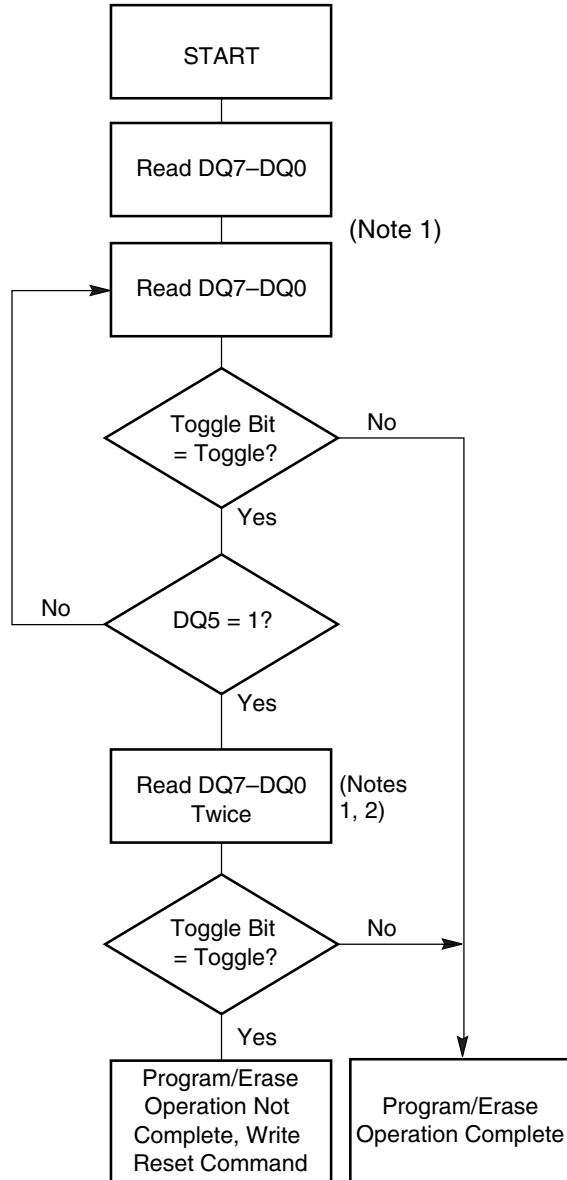 START
Read DQ7–DQ0
(Note 1)
Read DQ7–DQ0
Toggle Bit
= Toggle?
No
Yes
No
DQ5 = 1?
Yes
Read DQ7–DQ0
Twice
(Notes
1, 2)
Toggle Bit
= Toggle?
No
Yes
Program/Erase
Operation Not
Complete, Write
Reset Command
Program/Erase
Operation Complete